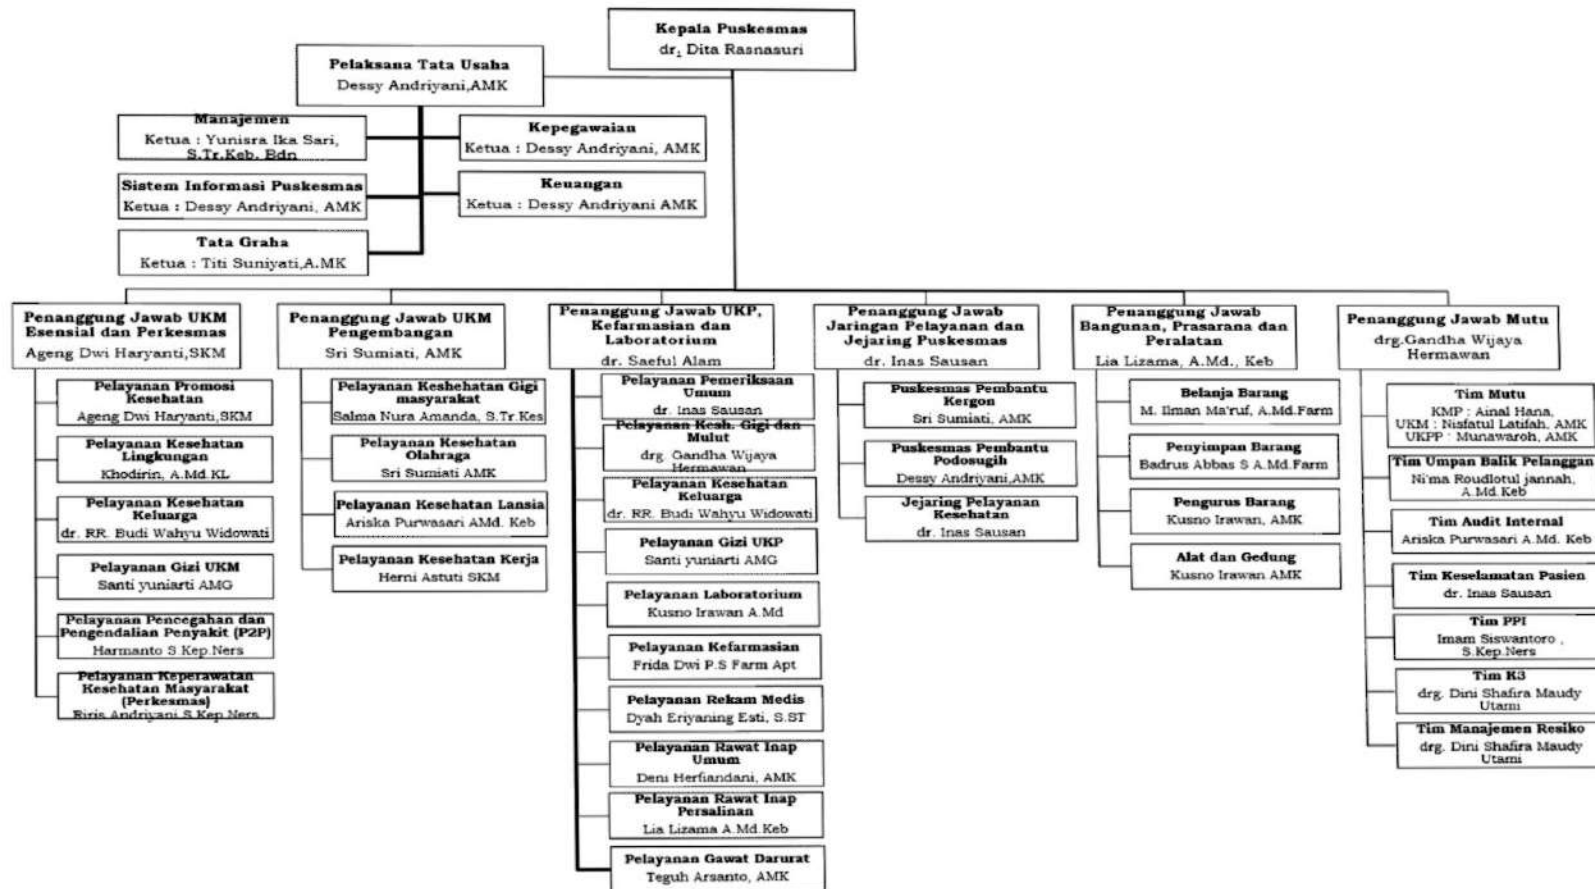 Kepala Puskesmas
dr. Dita Rasnasuri
Pelaksana Tata Usaha
Dessy Andriyani,AMK
Manajemen
Ketua : Yunisra Ika Sari,
S.Tr.Keb. Bdn
Kepegawaian
Ketua : Dessy Andriyani, AMK
Sistem Informasi Puskesmas
Ketua : Dessy Andriyani, AMK
Keuangan
Ketua : Dessy Andriyani AMK
Tata Graha
Ketua : Titi Suniyati,A.MK
Penanggung Jawab UKM
Esensial dan Perkesmas
Ageng Dwi Haryanti,SKM
Pelayanan Promosi
Kesehatan
Ageng Dwi Haryanti,SKM
Pelayanan Kesehatan
Lingkungan
Khodirin, A.Md.KL
Pelayanan Kesehatan
Keluarga
dr. RR. Budi Wahyu Widowati
Pelayanan Gizi UKM
Santi yuniarti AMG
Pelayanan Pencegahan dan
Pengendalian Penyakit (P2P)
Harmanto S.Kep.Ners
Pelayanan Keperawatan
Kesehatan Masyarakat
(Perkesmas)
Riris Andriyani S.Kep.Ners
Penanggung Jawab UKM
Pengembangan
Sri Sumiati, AMK
Pelayanan Keshehatan Gigi
masyarakat
Salma Nura Amanda, S.Tr.Kes
Pelayanan Kesehatan
Olahraga
Sri Sumiati AMK
Pelayanan Kesehatan Lansia
Ariska Purwasari AMd. Keb
Pelayanan Kesehatan Kerja
Herni Astuti SKM
Penanggung Jawab UKP,
Kefarmasian dan
Laboratorium
dr. Saeful Alam
Pelayanan Pemeriksaan
Umum
dr. Inas Sausan
Pelayanan Kesh. Gigi dan
Mulut
drg. Gandha Wijaya
Hermawan
Pelayanan Kesehatan
Keluarga
dr. RR. Budi Wahyu Widowati
Pelayanan Gizi UKP
Santi yuniarti AMG
Pelayanan Laboratorium
Kusno Irawan A.Md
Pelayanan Kefarmasian
Frida Dwi P.S Farm Apt
Pelayanan Rekam Medis
Dyah Eriyaning Esti, S.ST
Pelayanan Rawat Inap
Umum
Deni Herfiandani, AMK
Pelayanan Rawat Inap
Persalinan
Lia Lizama A.Md.Keb
Pelayanan Gawat Darurat
Teguh Arsanto, AMK
Penanggung Jawab
Jaringan Pelayanan dan
Jejaring Puskesmas
dr. Inas Sausan
Puskesmas Pembantu
Kergon
Sri Sumiati, AMK
Puskesmas Pembantu
Podosugih
Dessy Andriyani,AMK
Jejaring Pelayanan
Kesehatan
dr. Inas Sausan
Penanggung Jawab
Bangunan, Prasarana dan
Peralatan
Lia Lizama, A.Md., Keb
Belanja Barang
M. Ilman Ma'ruf, A.Md.Farm
Penyimpan Barang
Badrus Abbas S A.Md.Farm
Pengurus Barang
Kusno Irawan, AMK
Alat dan Gedung
Kusno Irawan AMK
Penanggung Jawab Mutu
drg.Gandha Wijaya
Hermawan
Tim Mutu
KMP : Ainal Hana,
UKM : Nisfatul Latifah, AMK
UKPP : Munawaroh, AMK
Tim Umpan Balik Pelanggan
Ni'ma Roudlotul jannah,
A.Md.Keb
Tim Audit Internal
Ariska Purwasari A.Md. Keb
Tim Keselamatan Pasien
dr. Inas Sausan
Tim PPI
Imam Siswantoro ,
S.Kep.Ners
Tim K3
drg. Dini Shafira Maudy
Utami
Tim Manajemen Resiko
drg. Dini Shafira Maudy
Utami